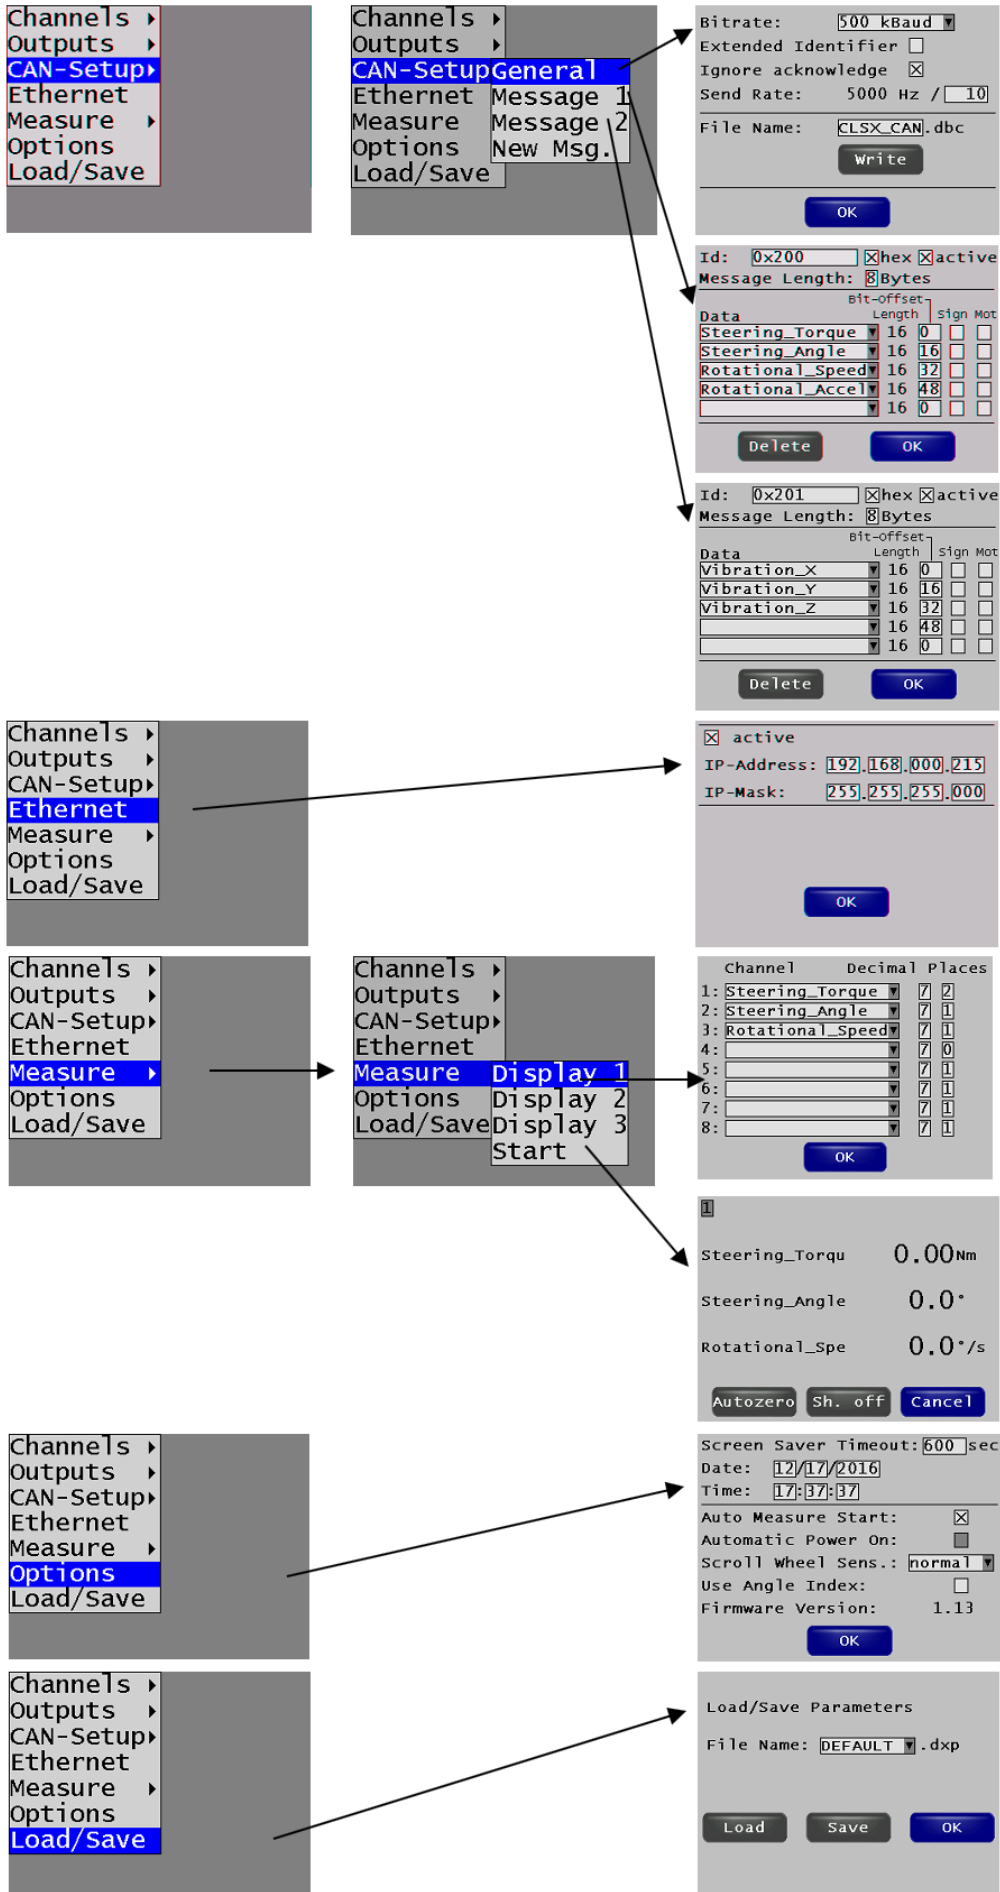 Channels
Outputs
CAN-Setup
Ethernet
Measure
Options
Load/Save
Channels
Outputs
CAN-Setup General
Ethernet Message 1
Measure Message 2
Options New Msg.
Load/Save
Bitrate: 500 kBaud
Extended Identifier
Ignore acknowledge
Send Rate: 5000 Hz / 10
File Name: CLSX_CAN.dbc
Write
OK
Id: 0x200 hex active
Message Length: 8 Bytes
Bit-Offset
Data Length Sign Mot
Steering_Torque 16 0
Steering_Angle 16 16
Rotational_Speed 16 32
Rotational_Accel 16 48
16 0
Delete OK
Id: 0x201 hex active
Message Length: 8 Bytes
Bit-Offset
Data Length Sign Mot
Vibration_X 16 0
Vibration_Y 16 16
Vibration_Z 16 32
16 48
16 0
Delete OK
Channels
Outputs
CAN-Setup
Ethernet
Measure
Options
Load/Save
active
IP-Address: 192.168.000.215
IP-Mask: 255.255.255.000
OK
Channels
Outputs
CAN-Setup
Ethernet
Measure
Options
Load/Save
Channels
Outputs
CAN-Setup
Ethernet
Measure Display 1
Options Display 2
Load/Save Display 3
Start
Channel Decimal Places
1: Steering_Torque 7 2
2: Steering_Angle 7 1
3: Rotational_Speed 7 1
4: 7 0
5: 7 1
6: 7 1
7: 7 1
8: 7 1
OK
1
Steering_Torqu 0.00 Nm
Steering_Angle 0.0 °
Rotational_Spe 0.0 °/s
Autozero Sh. off Cancel
Channels
Outputs
CAN-Setup
Ethernet
Measure
Options
Load/Save
Screen Saver Timeout: 600 sec
Date: 12/17/2016
Time: 17:37:37
Auto Measure Start:
Automatic Power On:
Scroll Wheel Sens.: normal
Use Angle Index:
Firmware Version: 1.13
OK
Channels
Outputs
CAN-Setup
Ethernet
Measure
Options
Load/Save
Load/Save Parameters
File Name: DEFAULT .dxp
Load Save OK